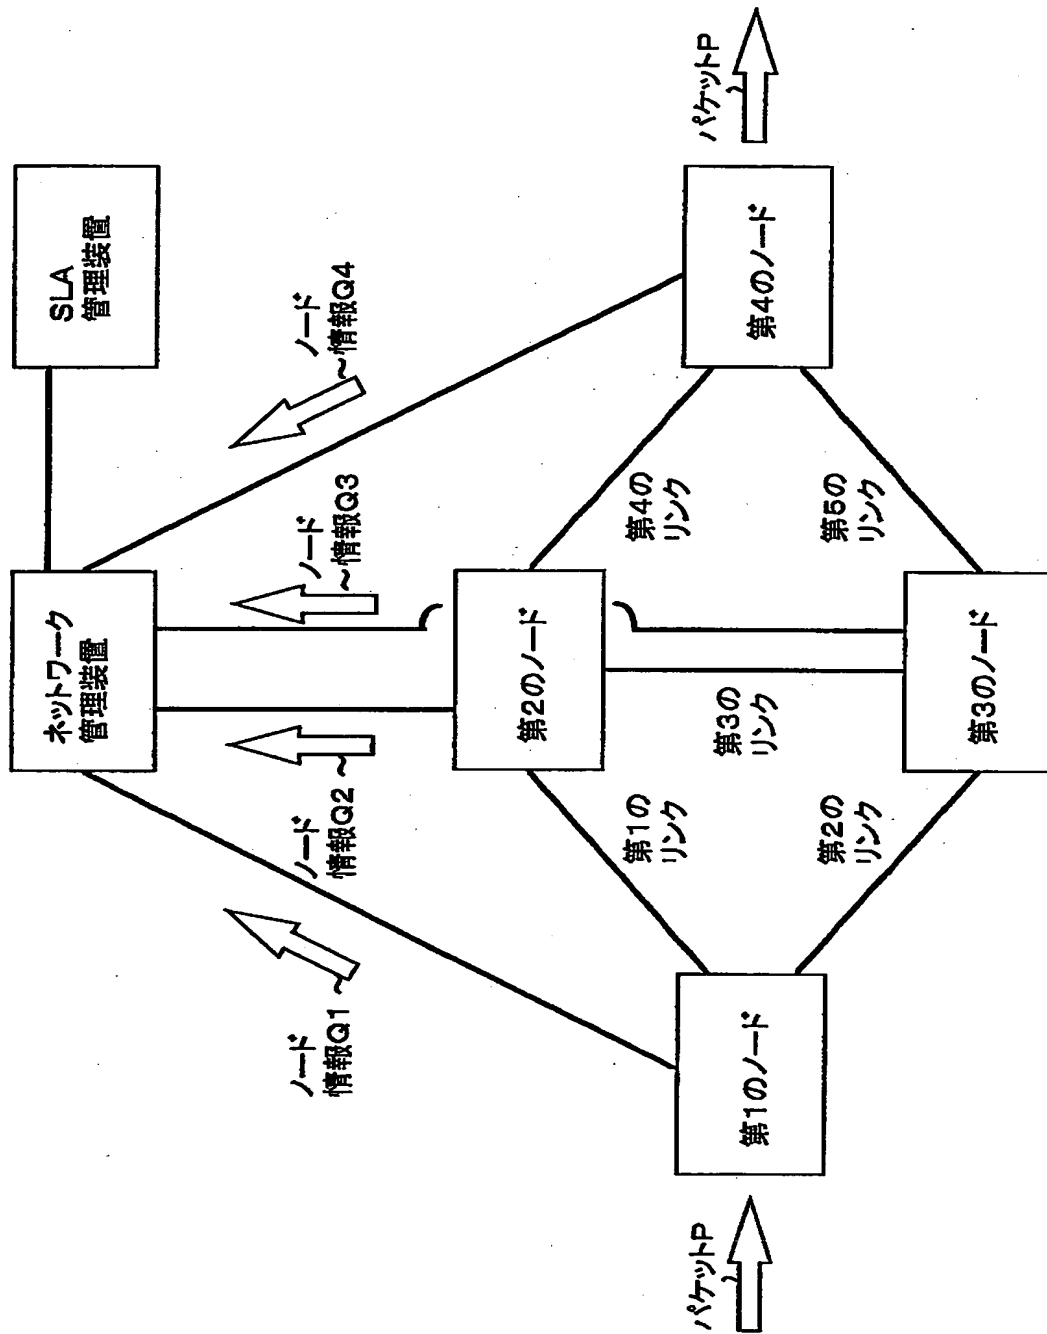 SLA
管理装置
ネットワーク
管理装置
ノード
情報Q1
ノード
情報Q2
ノード
情報Q3
ノード
情報Q4
パケットP
第1のノード
第1の
リンク
第2の
リンク
第2のノード
第3の
リンク
第3のノード
第4の
リンク
第5の
リンク
第4のノード
パケットP